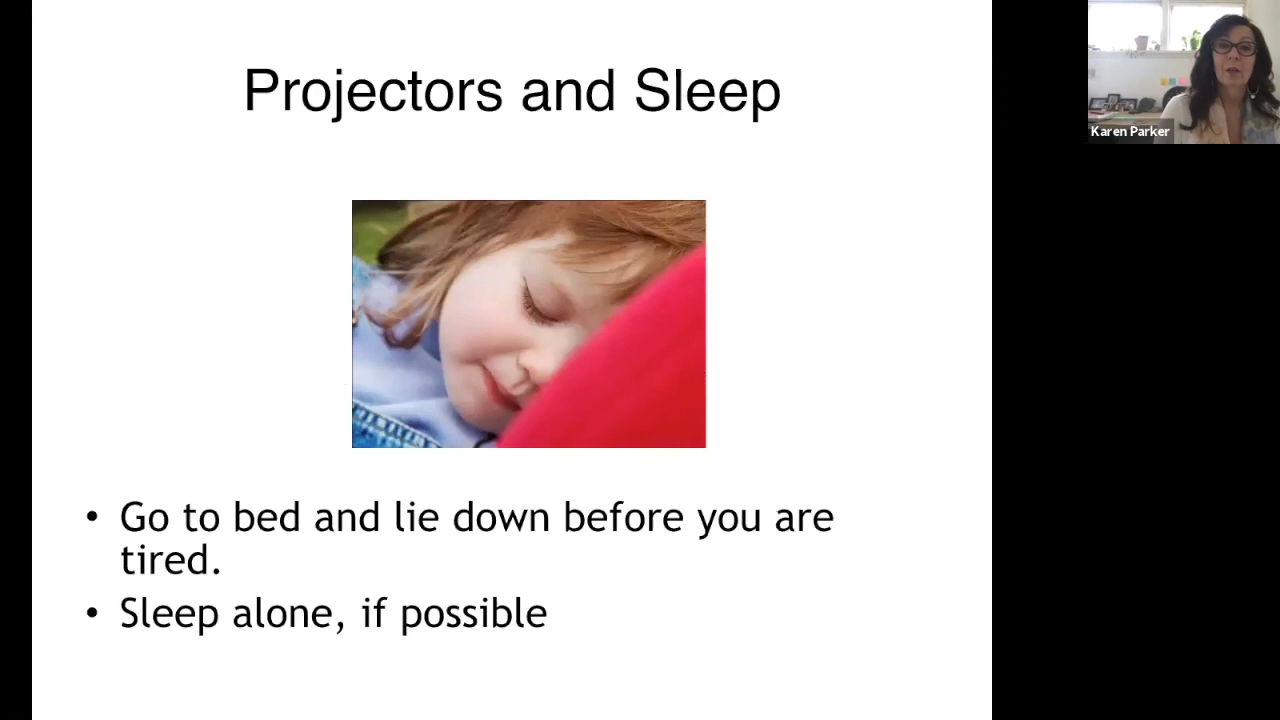 Projectors and Sleep
Karen Parker
• Go to bed and lie down before you are
tired.
• Sleep alone, if possible